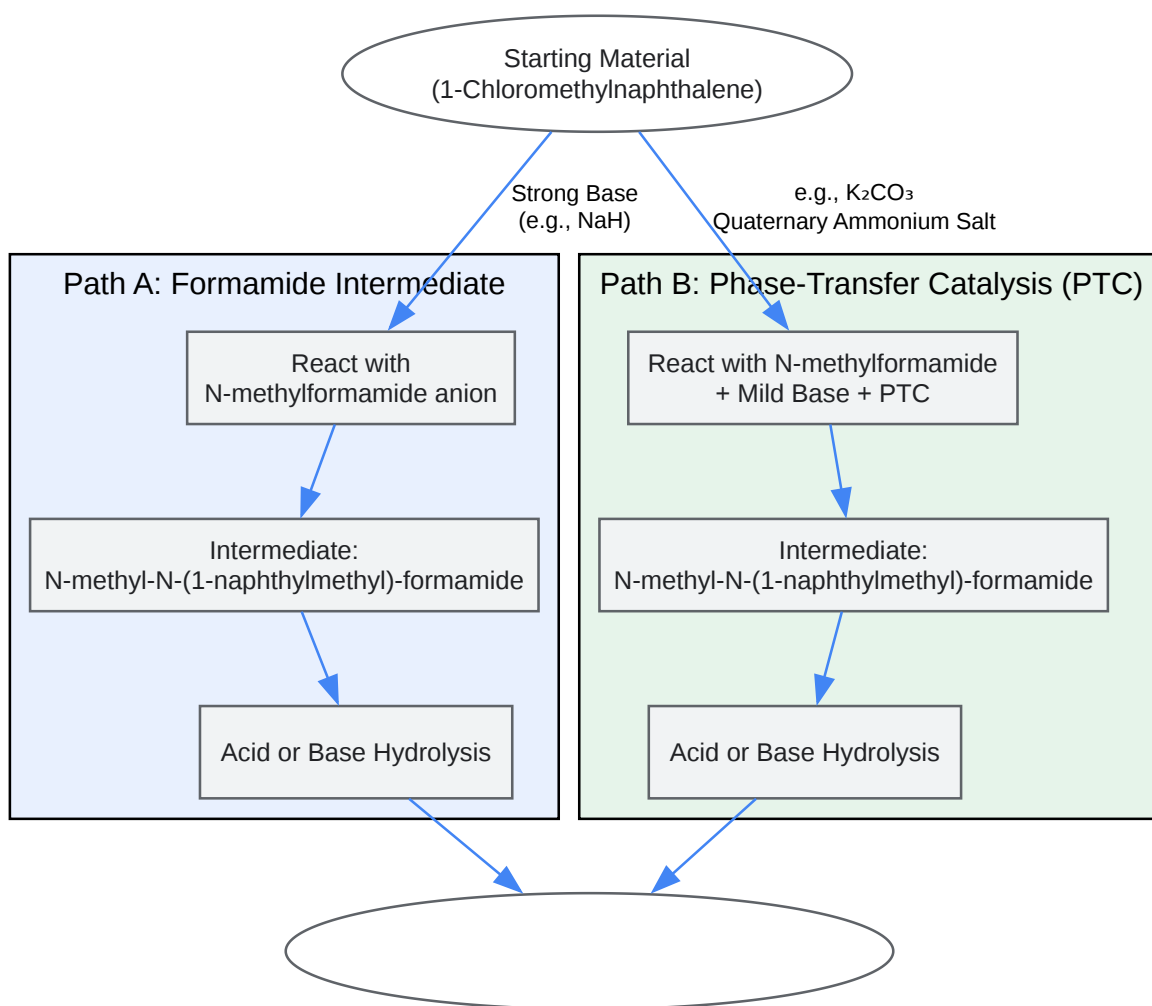 Starting Material
(1-Chloromethylnaphthalene)
Strong Base
(e.g., NaH)
e.g., K₂CO₃
Quaternary Ammonium Salt
Path A: Formamide Intermediate
React with
N-methylformamide anion
Intermediate:
N-methyl-N-(1-naphthylmethyl)-formamide
Acid or Base Hydrolysis
Path B: Phase-Transfer Catalysis (PTC)
React with N-methylformamide
+ Mild Base + PTC
Intermediate:
N-methyl-N-(1-naphthylmethyl)-formamide
Acid or Base Hydrolysis